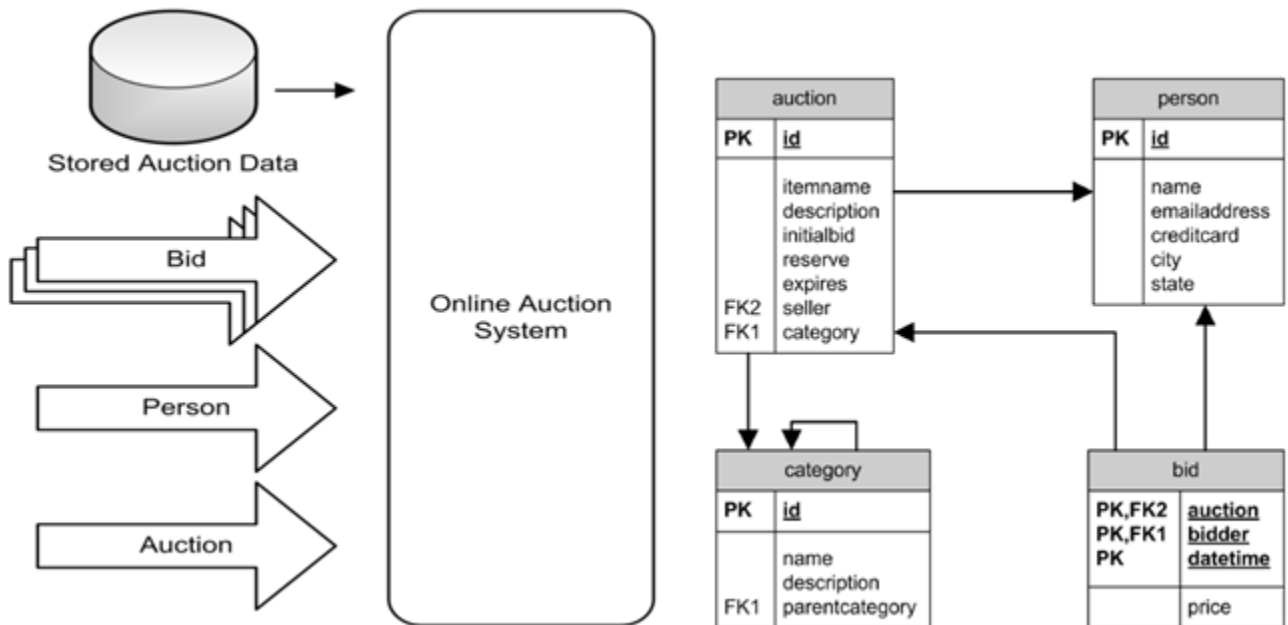 Stored Auction Data
Bid
Person
Auction
Online Auction
System
auction
PK id
itemname
description
initialbid
reserve
expires
FK2 seller
FK1 category
person
PK id
name
emailaddress
creditcard
city
state
category
PK id
name
description
FK1 parentcategory
bid
PK,FK2 auction
PK,FK1 bidder
PK datetime
price